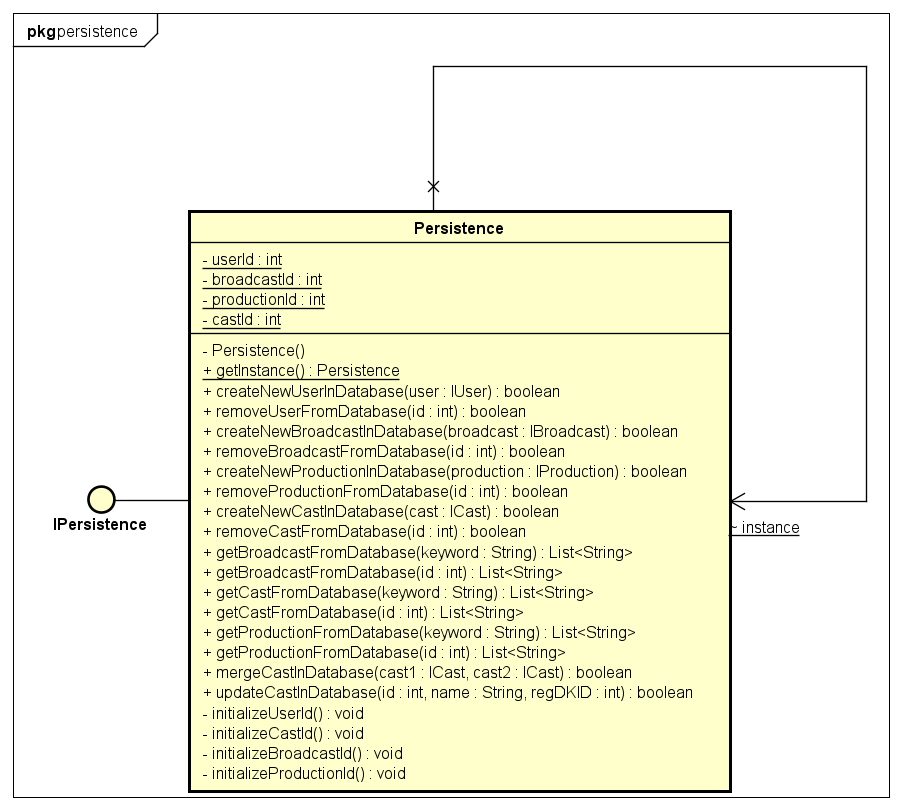 pkg persistence
Persistence
- userId : int
- broadcastId : int
- productionId : int
- castId : int
- Persistence()
+ getInstance() : Persistence
+ createNewUserInDatabase(user : IUser) : boolean
+ removeUserFromDatabase(id : int) : boolean
+ createNewBroadcastInDatabase(broadcast : IBroadcast) : boolean
+ removeBroadcastFromDatabase(id : int) : boolean
+ createNewProductionInDatabase(production : IProduction) : boolean
+ removeProductionFromDatabase(id : int) : boolean
+ createNewCastInDatabase(cast : ICast) : boolean
+ removeCastFromDatabase(id : int) : boolean
+ getBroadcastFromDatabase(keyword : String) : List<String>
+ getBroadcastFromDatabase(id : int) : List<String>
+ getCastFromDatabase(keyword : String) : List<String>
+ getCastFromDatabase(id : int) : List<String>
+ getProductionFromDatabase(keyword : String) : List<String>
+ getProductionFromDatabase(id : int) : List<String>
+ mergeCastInDatabase(cast1 : ICast, cast2 : ICast) : boolean
+ updateCastInDatabase(id : int, name : String, regDKID : int) : boolean
- initializeUserId() : void
- initializeCastId() : void
- initializeBroadcastId() : void
- initializeProductionId() : void
IPersistence
~ instance